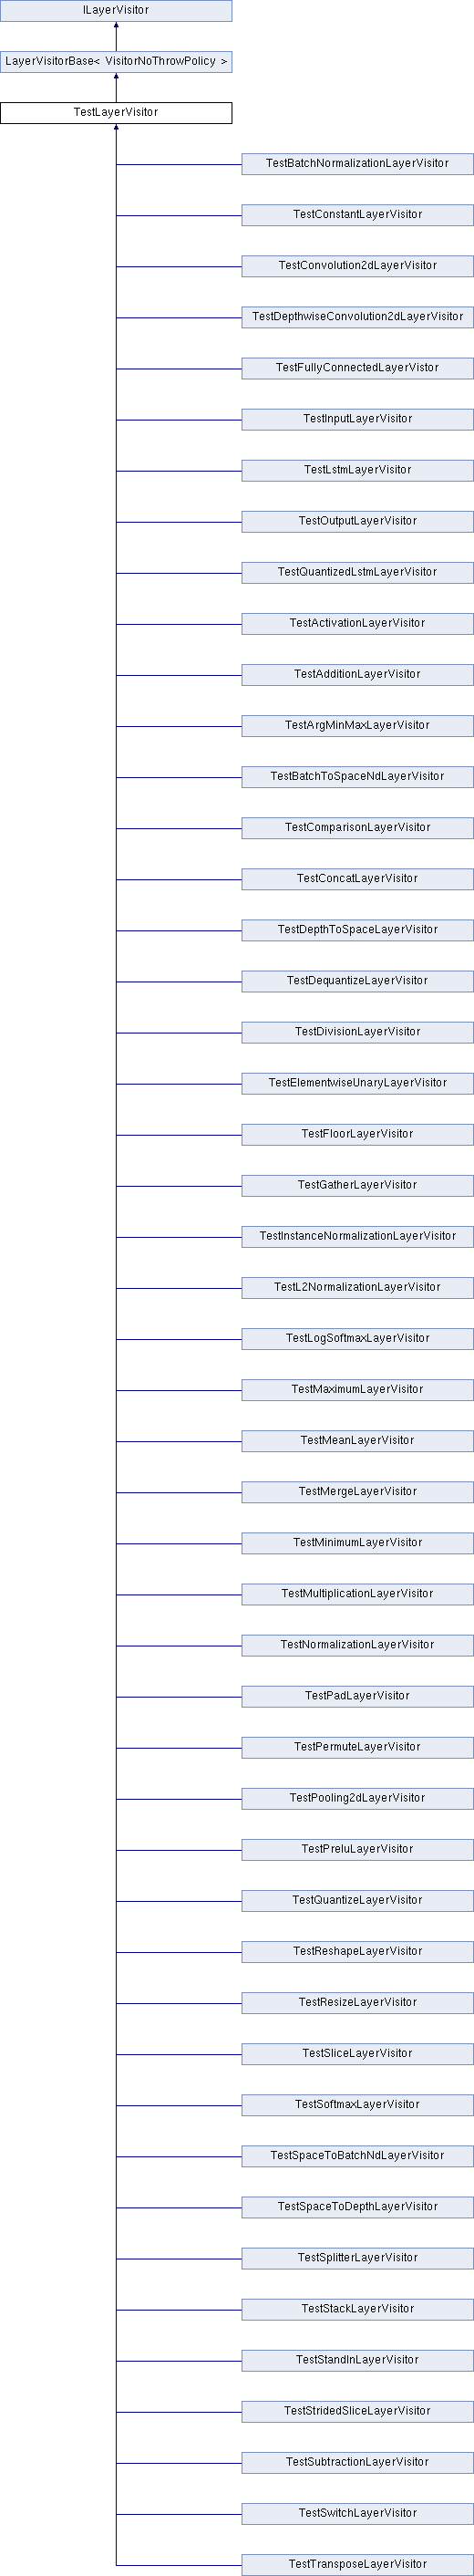 ILayerVisitor
LayerVisitorBase< VisitorNoThrowPolicy >
TestLayerVisitor
TestBatchNormalizationLayerVisitor
TestConstantLayerVisitor
TestConvolution2dLayerVisitor
TestDepthwiseConvolution2dLayerVisitor
TestFullyConnectedLayerVistor
TestInputLayerVisitor
TestLstmLayerVisitor
TestOutputLayerVisitor
TestQuantizedLstmLayerVisitor
TestActivationLayerVisitor
TestAdditionLayerVisitor
TestArgMinMaxLayerVisitor
TestBatchToSpaceNdLayerVisitor
TestComparisonLayerVisitor
TestConcatLayerVisitor
TestDepthToSpaceLayerVisitor
TestDequantizeLayerVisitor
TestDivisionLayerVisitor
TestElementwiseUnaryLayerVisitor
TestFloorLayerVisitor
TestGatherLayerVisitor
TestInstanceNormalizationLayerVisitor
TestL2NormalizationLayerVisitor
TestLogSoftmaxLayerVisitor
TestMaximumLayerVisitor
TestMeanLayerVisitor
TestMergeLayerVisitor
TestMinimumLayerVisitor
TestMultiplicationLayerVisitor
TestNormalizationLayerVisitor
TestPadLayerVisitor
TestPermuteLayerVisitor
TestPooling2dLayerVisitor
TestPreluLayerVisitor
TestQuantizeLayerVisitor
TestReshapeLayerVisitor
TestResizeLayerVisitor
TestSliceLayerVisitor
TestSoftmaxLayerVisitor
TestSpaceToBatchNdLayerVisitor
TestSpaceToDepthLayerVisitor
TestSplitterLayerVisitor
TestStackLayerVisitor
TestStandInLayerVisitor
TestStridedSliceLayerVisitor
TestSubtractionLayerVisitor
TestSwitchLayerVisitor
TestTransposeLayerVisitor